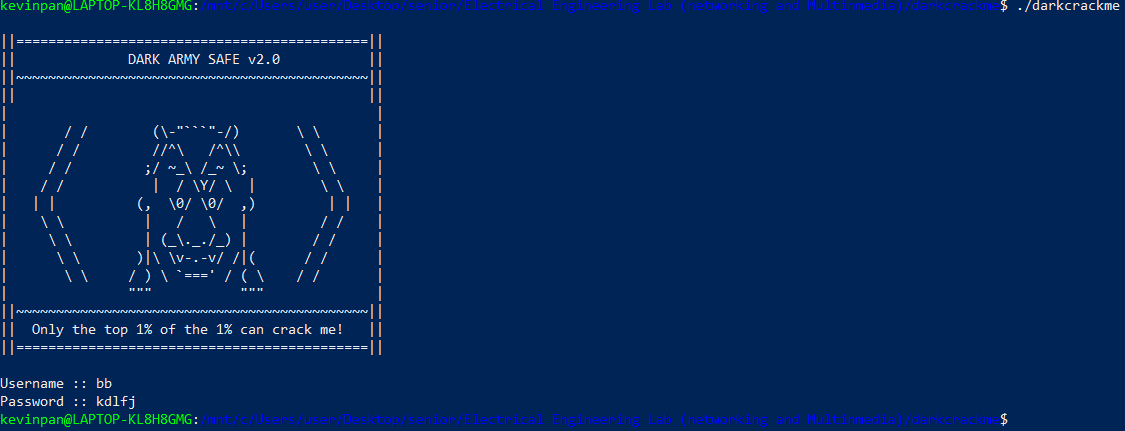 kevinpan@LAPTOP-KL8H8GMG:/mnt/c/Users/user/Desktop/senior/Electrical Engineering Lab (networking and Multimedia)/darkcrackme$ ./darkcrackme
||============================================||
|| DARK ARMY SAFE v2.0 ||
||~~~~~~~~~~~~~~~~~~~~~~~~~~~~~~~~~~~~~~~~~~~~||
|| ||
| |
| / / (\-"```"-/) \ \ |
| / / //^\ /^\\ \ \ |
| / / ;/ ~_\ /_~ \; \ \ |
| / / | / \Y/ \ | \ \ |
| | | (, \0/ \0/ ,) | | |
| \ \ | / \ | / / |
| \ \ | (_\._./_) | / / |
| \ \ )|\ \v-.-v/ /|( / / |
| \ \ / ) \ `===' / ( \ / / |
| """ """ |
||~~~~~~~~~~~~~~~~~~~~~~~~~~~~~~~~~~~~~~~~~~~~||
|| Only the top 1% of the 1% can crack me! ||
||============================================||
Username :: bb
Password :: kdlfj
kevinpan@LAPTOP-KL8H8GMG:/mnt/c/Users/user/Desktop/senior/Electrical Engineering Lab (networking and Multimedia)/darkcrackme$